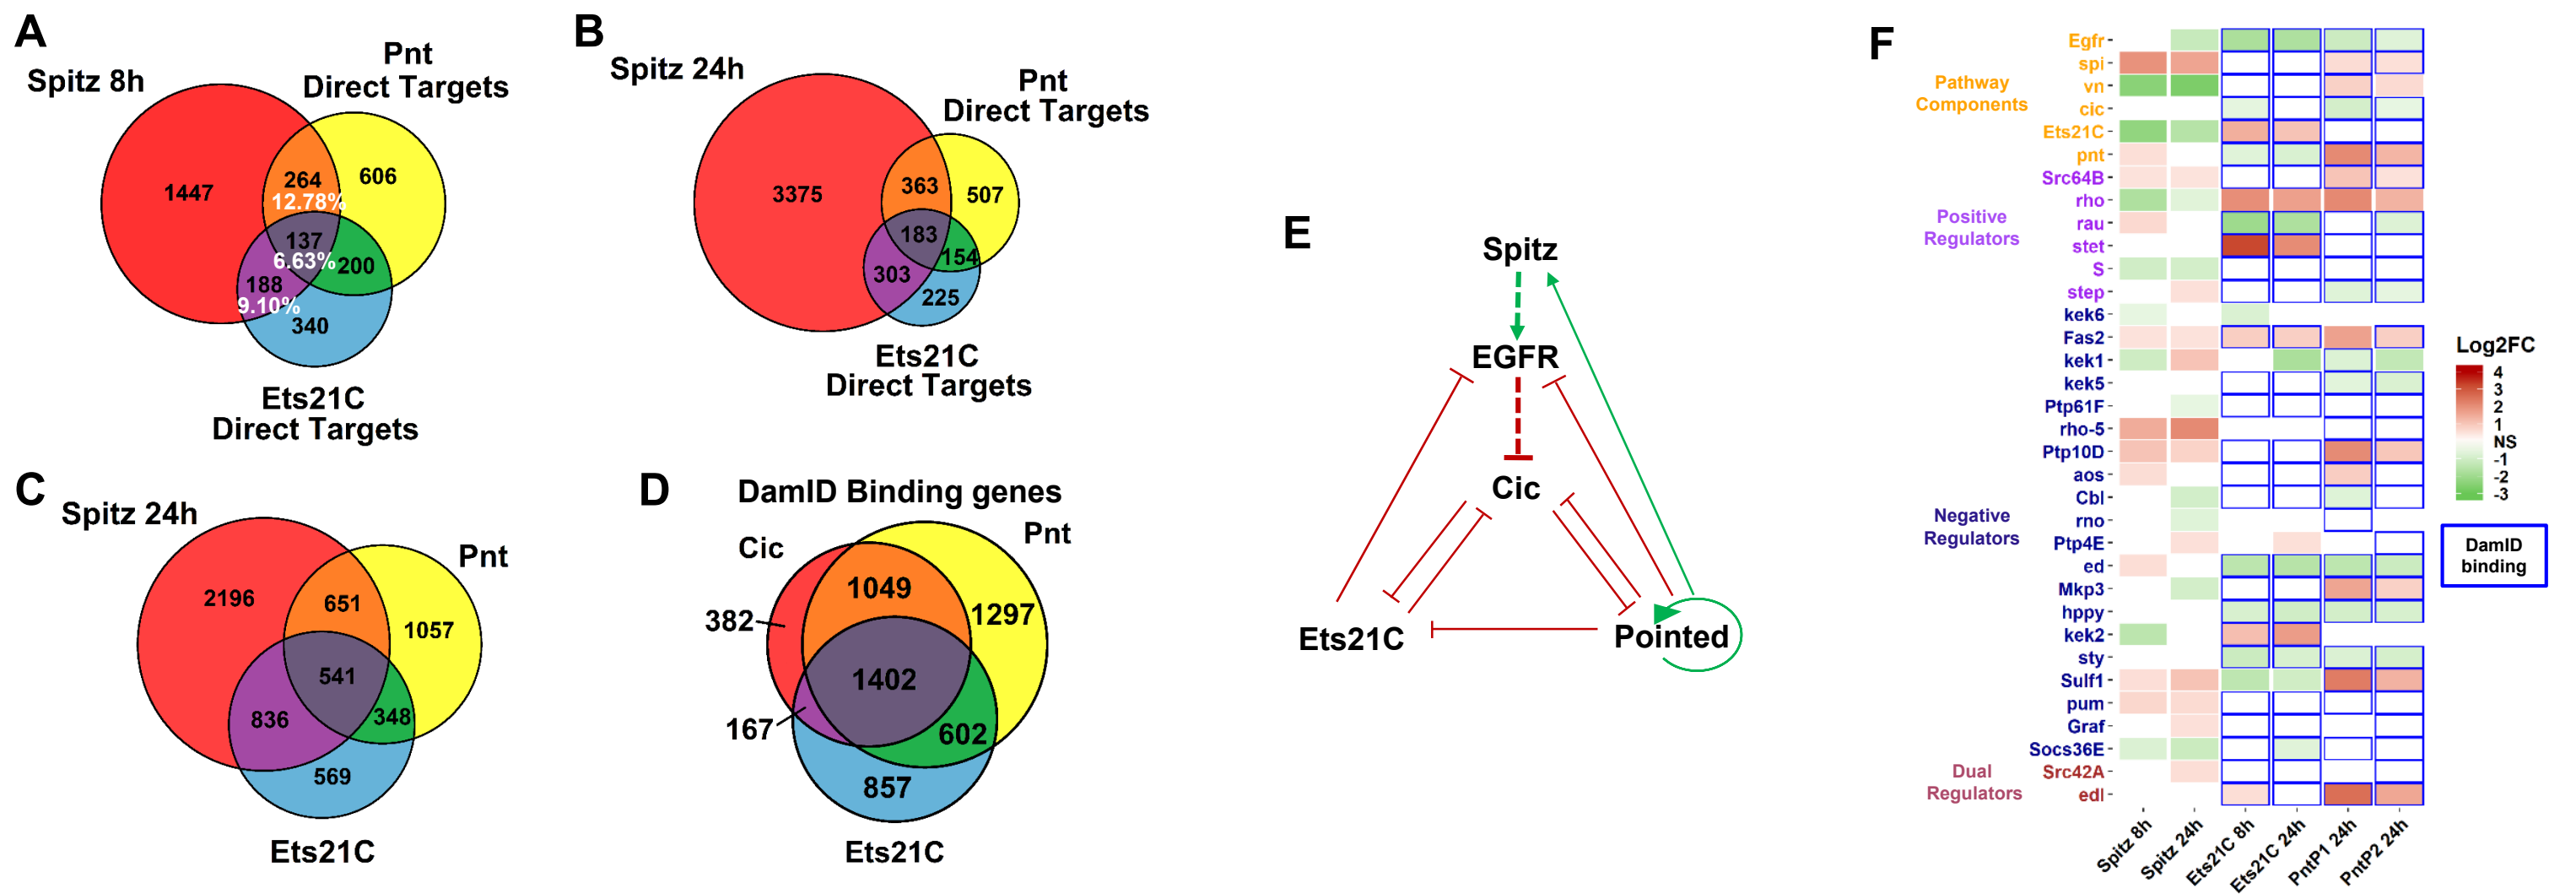 A
Spitz 8h
Pnt
Direct Targets
1447
264
12.78%
606
137
6.63%
200
188
9.10%
340
Ets21C
Direct Targets
B
Spitz 24h
Pnt
Direct Targets
3375
363
507
183
154
303
225
Ets21C
Direct Targets
C
Spitz 24h
Pnt
2196
651
1057
541
836
348
569
Ets21C
D
DamID Binding genes
Cic
Pnt
1049
382
1297
1402
167
602
857
Ets21C
E
Spitz
EGFR
Cic
Ets21C
Pointed
F
Pathway
Components
Positive
Regulators
Negative
Regulators
Dual
Regulators
Egfr
spi
vn
cic
Ets21C
pnt
Src64B
rho
rau
stet
S
step
kek6
Fas2
kek1
kek5
Ptp61F
rho-5
Ptp10D
aos
Cbl
rno
Ptp4E
ed
Mkp3
hppy
kek2
sty
Sulf1
pum
Graf
Socs36E
Src42A
edl
Spitz 8h
Spitz 24h
Ets21C 8h
Ets21C 24h
PntP1 24h
PntP2 24h
Log2FC
4
3
2
1
NS
-1
-2
-3
DamID
binding